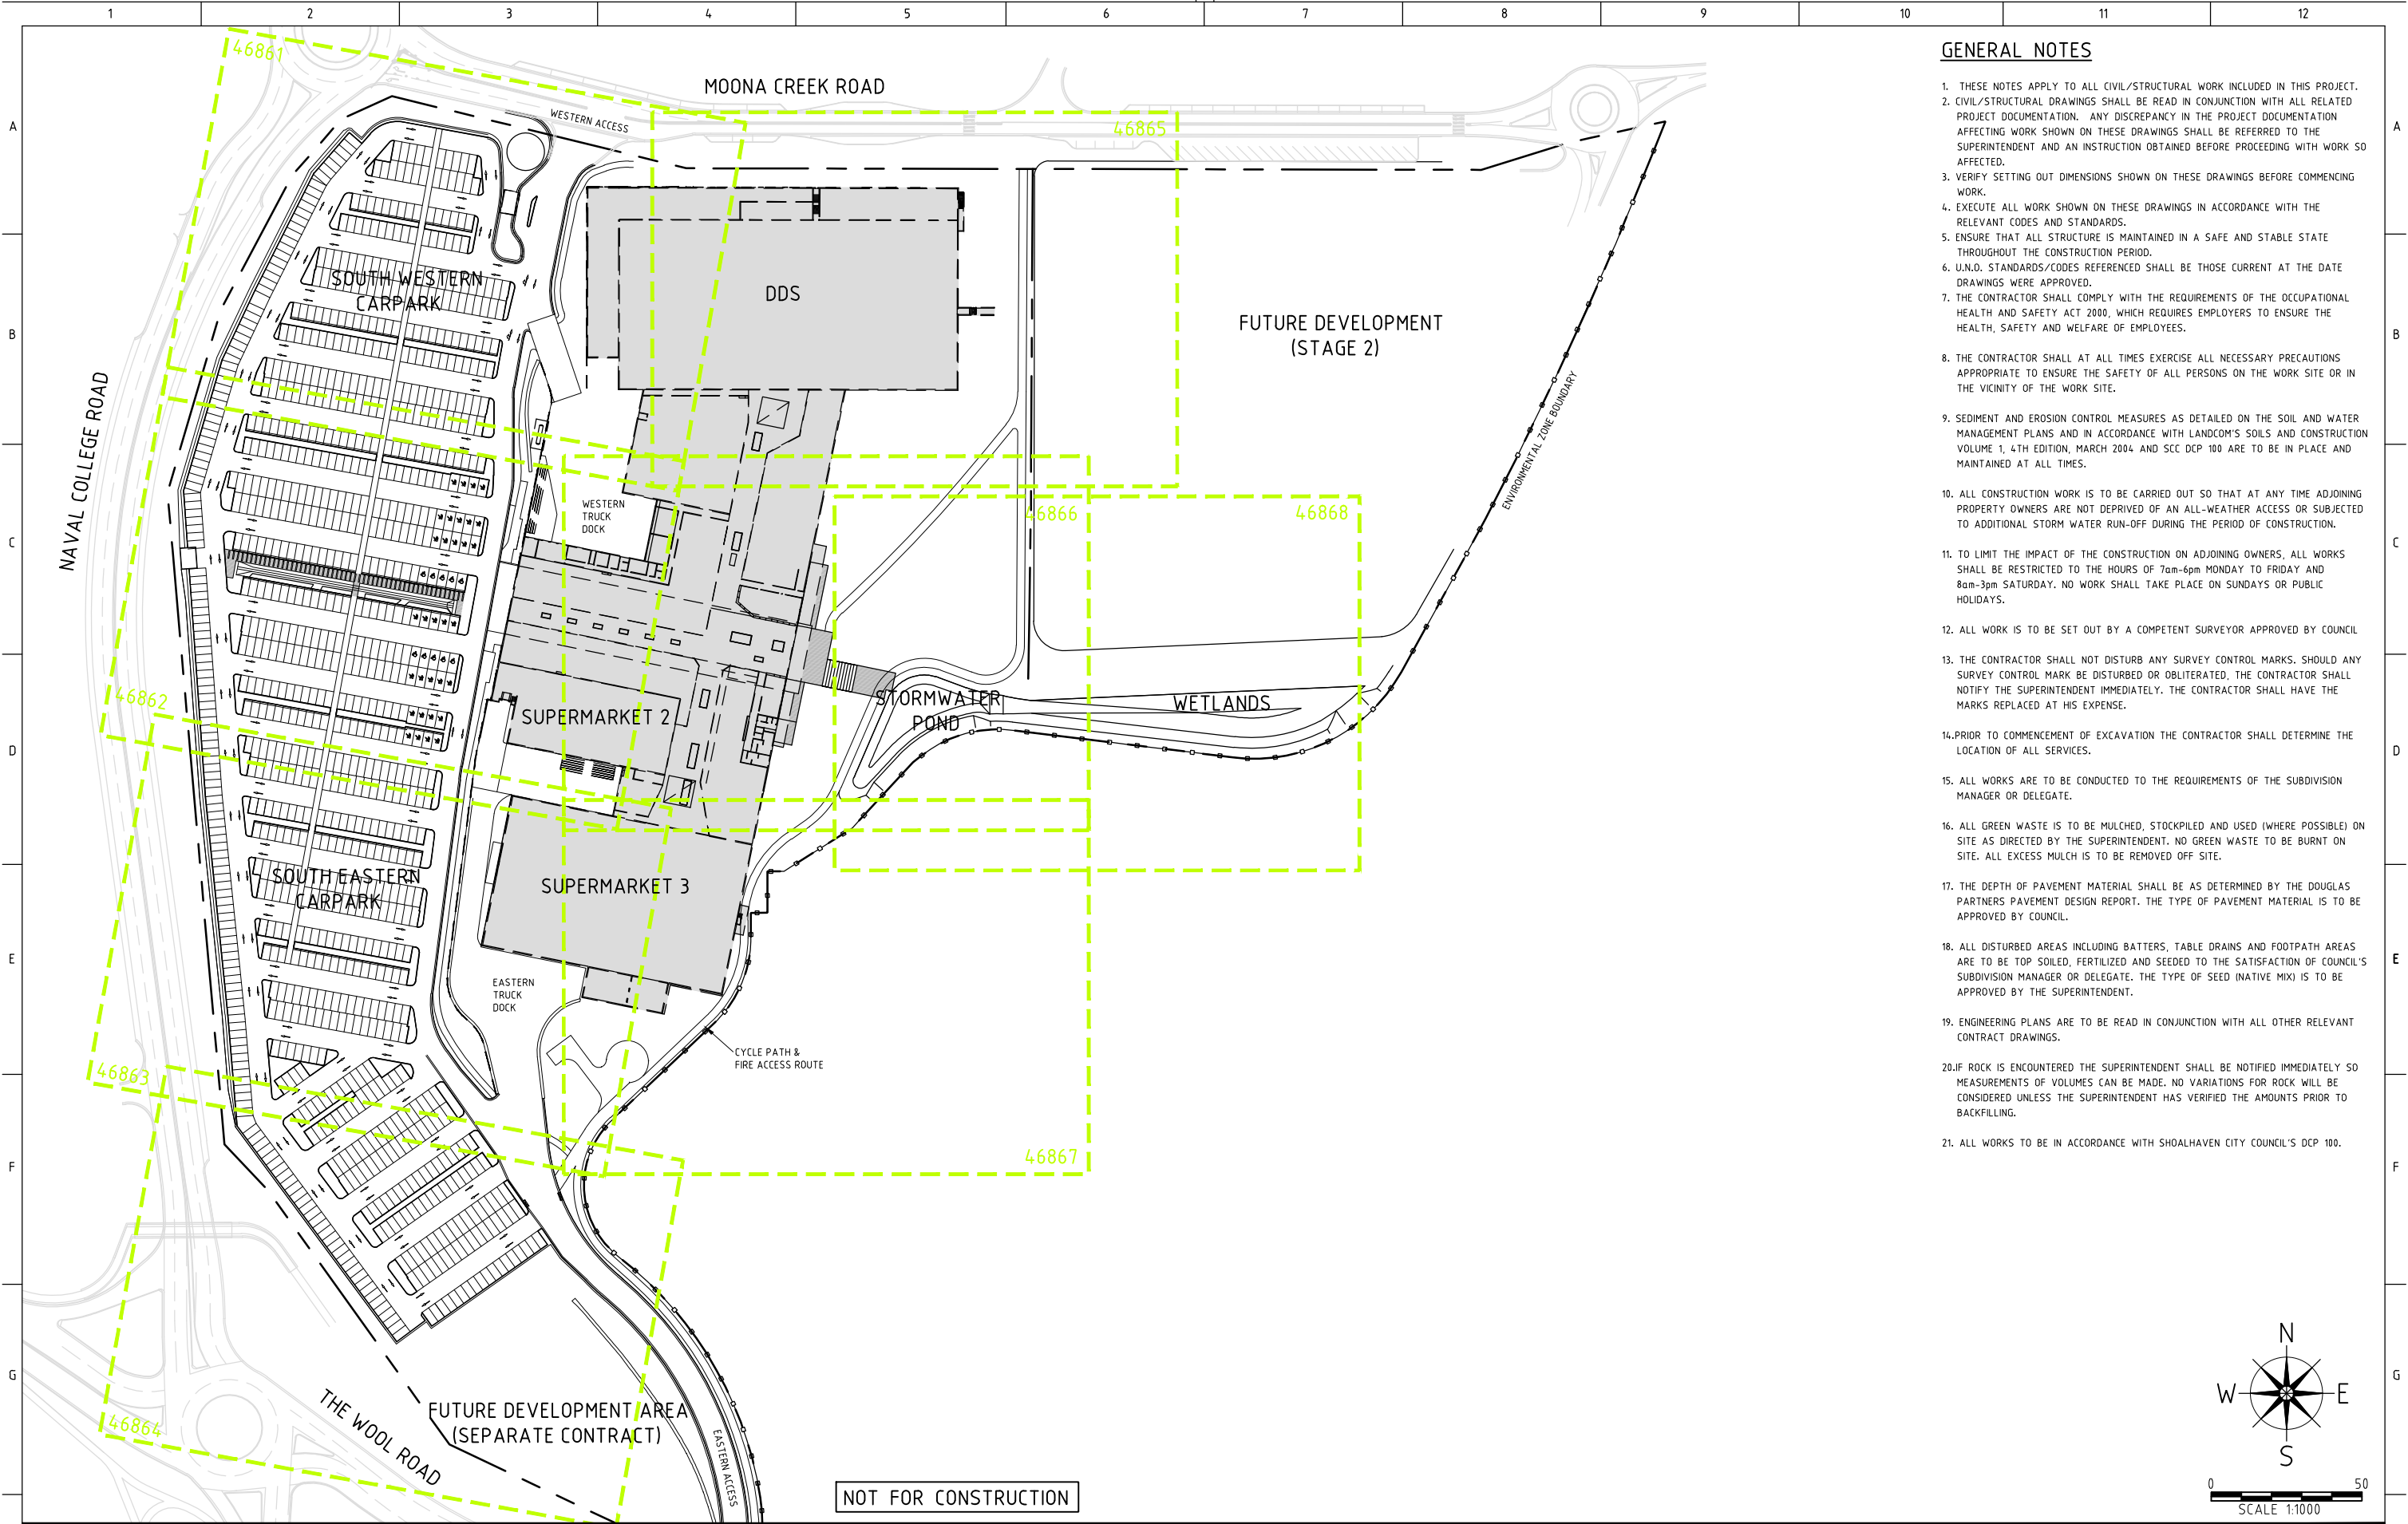 1 2 3 4 5 6 7 8 9 10 11 12
A
B
C
D
E
F
G
A
B
C
D
E
F
G
46861
MOONA CREEK ROAD
WESTERN ACCESS
46865
SOUTH WESTERN
CARPARK
DDS
FUTURE DEVELOPMENT
(STAGE 2)
NAVAL COLLEGE ROAD
ENVIRONMENTAL ZONE BOUNDARY
WESTERN
TRUCK
DOCK
46866
46868
46862
SUPERMARKET 2
STORMWATER
POND
WETLANDS
SOUTH EASTERN
CARPARK
SUPERMARKET 3
EASTERN
TRUCK
DOCK
CYCLE PATH &
FIRE ACCESS ROUTE
46863
46867
46864
THE WOOL ROAD
FUTURE DEVELOPMENT AREA
(SEPARATE CONTRACT)
EASTERN ACCESS
NOT FOR CONSTRUCTION
GENERAL NOTES
1. THESE NOTES APPLY TO ALL CIVIL/STRUCTURAL WORK INCLUDED IN THIS PROJECT.
2. CIVIL/STRUCTURAL DRAWINGS SHALL BE READ IN CONJUNCTION WITH ALL RELATED
PROJECT DOCUMENTATION. ANY DISCREPANCY IN THE PROJECT DOCUMENTATION
AFFECTING WORK SHOWN ON THESE DRAWINGS SHALL BE REFERRED TO THE
SUPERINTENDENT AND AN INSTRUCTION OBTAINED BEFORE PROCEEDING WITH WORK SO
AFFECTED.
3. VERIFY SETTING OUT DIMENSIONS SHOWN ON THESE DRAWINGS BEFORE COMMENCING
WORK.
4. EXECUTE ALL WORK SHOWN ON THESE DRAWINGS IN ACCORDANCE WITH THE
RELEVANT CODES AND STANDARDS.
5. ENSURE THAT ALL STRUCTURE IS MAINTAINED IN A SAFE AND STABLE STATE
THROUGHOUT THE CONSTRUCTION PERIOD.
6. U.N.O. STANDARDS/CODES REFERENCED SHALL BE THOSE CURRENT AT THE DATE
DRAWINGS WERE APPROVED.
7. THE CONTRACTOR SHALL COMPLY WITH THE REQUIREMENTS OF THE OCCUPATIONAL
HEALTH AND SAFETY ACT 2000, WHICH REQUIRES EMPLOYERS TO ENSURE THE
HEALTH, SAFETY AND WELFARE OF EMPLOYEES.
8. THE CONTRACTOR SHALL AT ALL TIMES EXERCISE ALL NECESSARY PRECAUTIONS
APPROPRIATE TO ENSURE THE SAFETY OF ALL PERSONS ON THE WORK SITE OR IN
THE VICINITY OF THE WORK SITE.
9. SEDIMENT AND EROSION CONTROL MEASURES AS DETAILED ON THE SOIL AND WATER
MANAGEMENT PLANS AND IN ACCORDANCE WITH LANDCOM'S SOILS AND CONSTRUCTION
VOLUME 1, 4TH EDITION, MARCH 2004 AND SCC DCP 100 ARE TO BE IN PLACE AND
MAINTAINED AT ALL TIMES.
10. ALL CONSTRUCTION WORK IS TO BE CARRIED OUT SO THAT AT ANY TIME ADJOINING
PROPERTY OWNERS ARE NOT DEPRIVED OF AN ALL-WEATHER ACCESS OR SUBJECTED
TO ADDITIONAL STORM WATER RUN-OFF DURING THE PERIOD OF CONSTRUCTION.
11. TO LIMIT THE IMPACT OF THE CONSTRUCTION ON ADJOINING OWNERS, ALL WORKS
SHALL BE RESTRICTED TO THE HOURS OF 7am-6pm MONDAY TO FRIDAY AND
8am-3pm SATURDAY. NO WORK SHALL TAKE PLACE ON SUNDAYS OR PUBLIC
HOLIDAYS.
12. ALL WORK IS TO BE SET OUT BY A COMPETENT SURVEYOR APPROVED BY COUNCIL
13. THE CONTRACTOR SHALL NOT DISTURB ANY SURVEY CONTROL MARKS. SHOULD ANY
SURVEY CONTROL MARK BE DISTURBED OR OBLITERATED, THE CONTRACTOR SHALL
NOTIFY THE SUPERINTENDENT IMMEDIATELY. THE CONTRACTOR SHALL HAVE THE
MARKS REPLACED AT HIS EXPENSE.
14.PRIOR TO COMMENCEMENT OF EXCAVATION THE CONTRACTOR SHALL DETERMINE THE
LOCATION OF ALL SERVICES.
15. ALL WORKS ARE TO BE CONDUCTED TO THE REQUIREMENTS OF THE SUBDIVISION
MANAGER OR DELEGATE.
16. ALL GREEN WASTE IS TO BE MULCHED, STOCKPILED AND USED (WHERE POSSIBLE) ON
SITE AS DIRECTED BY THE SUPERINTENDENT. NO GREEN WASTE TO BE BURNT ON
SITE. ALL EXCESS MULCH IS TO BE REMOVED OFF SITE.
17. THE DEPTH OF PAVEMENT MATERIAL SHALL BE AS DETERMINED BY THE DOUGLAS
PARTNERS PAVEMENT DESIGN REPORT. THE TYPE OF PAVEMENT MATERIAL IS TO BE
APPROVED BY COUNCIL.
18. ALL DISTURBED AREAS INCLUDING BATTERS, TABLE DRAINS AND FOOTPATH AREAS
ARE TO BE TOP SOILED, FERTILIZED AND SEEDED TO THE SATISFACTION OF COUNCIL'S
SUBDIVISION MANAGER OR DELEGATE. THE TYPE OF SEED (NATIVE MIX) IS TO BE
APPROVED BY THE SUPERINTENDENT.
19. ENGINEERING PLANS ARE TO BE READ IN CONJUNCTION WITH ALL OTHER RELEVANT
CONTRACT DRAWINGS.
20.IF ROCK IS ENCOUNTERED THE SUPERINTENDENT SHALL BE NOTIFIED IMMEDIATELY SO
MEASUREMENTS OF VOLUMES CAN BE MADE. NO VARIATIONS FOR ROCK WILL BE
CONSIDERED UNLESS THE SUPERINTENDENT HAS VERIFIED THE AMOUNTS PRIOR TO
BACKFILLING.
21. ALL WORKS TO BE IN ACCORDANCE WITH SHOALHAVEN CITY COUNCIL'S DCP 100.
N
W E
S
0 50
SCALE 1:1000